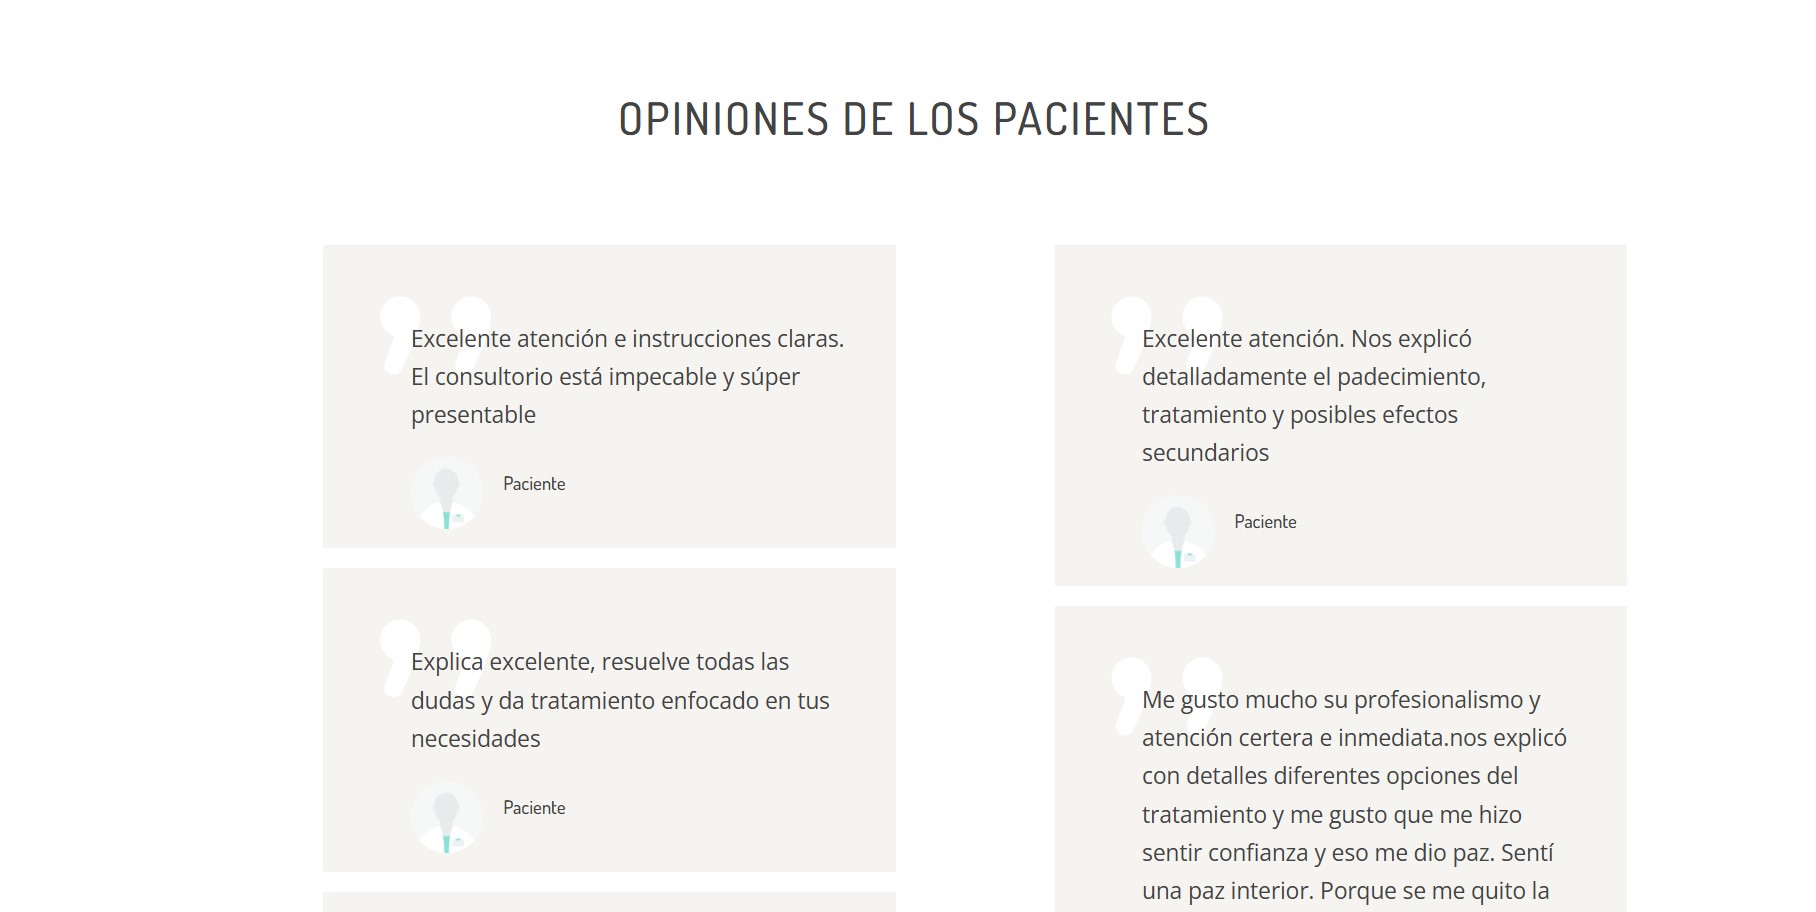 OPINIONES DE LOS PACIENTES
Excelente atención e instrucciones claras.
El consultorio está impecable y súper
presentable
Paciente
Explica excelente, resuelve todas las
dudas y da tratamiento enfocado en tus
necesidades
Paciente
Excelente atención. Nos explicó
detalladamente el padecimiento,
tratamiento y posibles efectos
secundarios
Paciente
Me gusto mucho su profesionalismo y
atención certera e inmediata.nos explicó
con detalles diferentes opciones del
tratamiento y me gusto que me hizo
sentir confianza y eso me dio paz. Sentí
una paz interior. Porque se me quito la